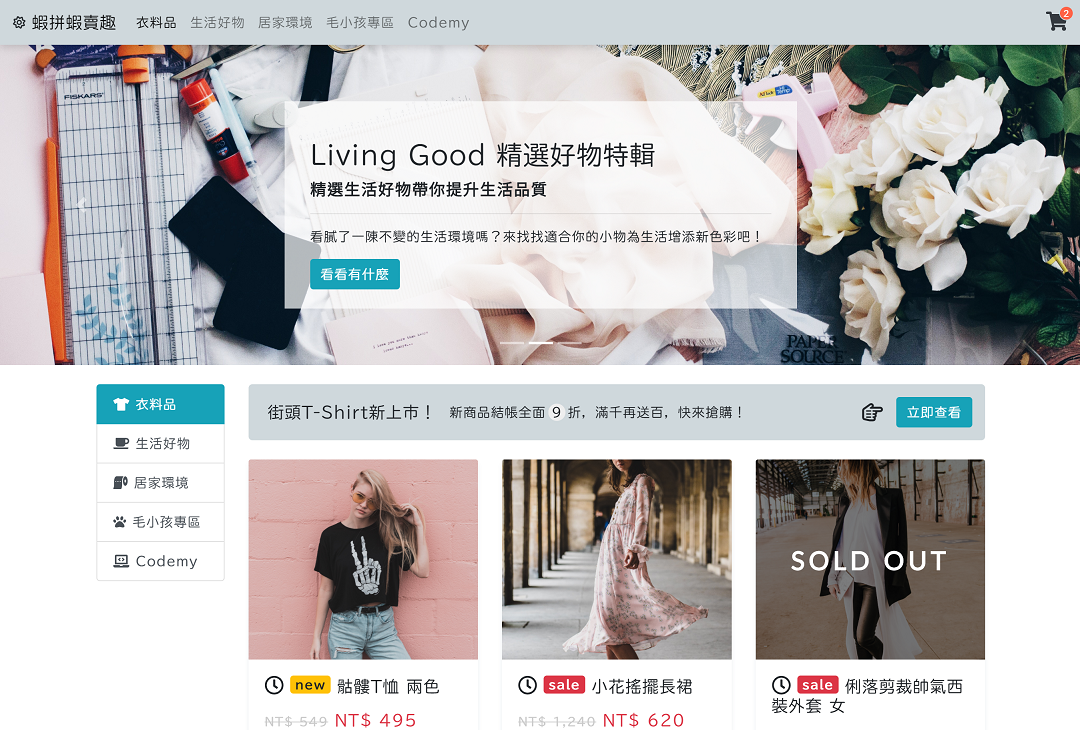 蝦拼蝦賣趣 衣料品 生活好物 居家環境 毛小孩專區 Codemy 2
FISKARS
Living Good 精選好物特輯
精選生活好物帶你提升生活品質
看膩了一陳不變的生活環境嗎？來找找適合你的小物為生活增添新色彩吧！
看看有什麼
PAPER
SOURCE
衣料品
生活好物
居家環境
毛小孩專區
Codemy
街頭T-Shirt新上市！ 新商品結帳全面 9 折，滿千再送百，快來搶購！ 立即查看
SOLD OUT
new 骷髏T恤 兩色
NT$ 549 NT$ 495
sale 小花搖擺長裙
NT$ 1,240 NT$ 620
sale 俐落剪裁帥氣西
裝外套 女